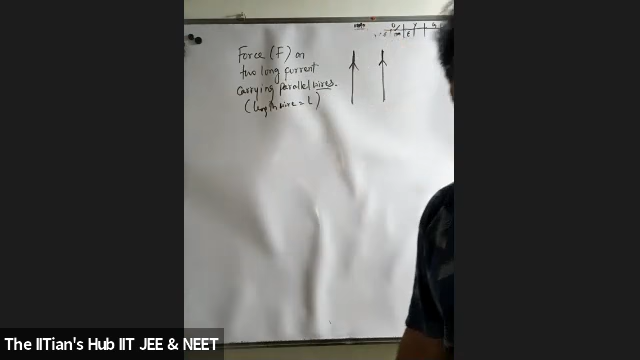 Force (F) on
two long current
carrying parallel wires.
(length wire = L)
The IITian's Hub IIT JEE & NEET